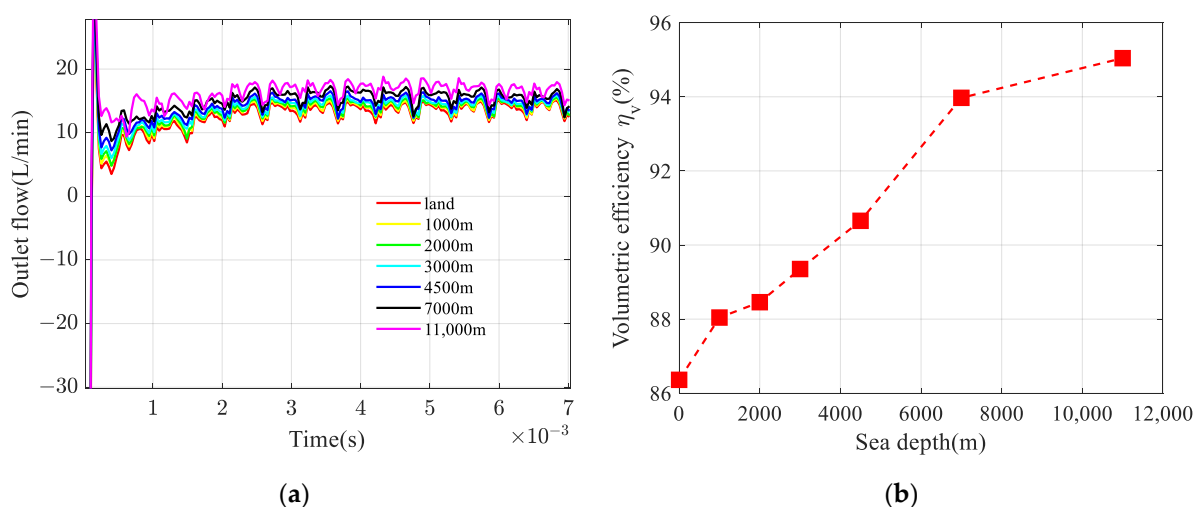 20
10
0
−10
−20
−30
Outlet flow(L/min)
land
1000m
2000m
3000m
4500m
7000m
11,000m
1 2 3 4 5 6 7
Time(s)
×10⁻³
(a)
96
94
92
90
88
86
Volumetric efficiency ηv(%)
0 2000 4000 6000 8000 10,000 12,000
Sea depth(m)
(b)